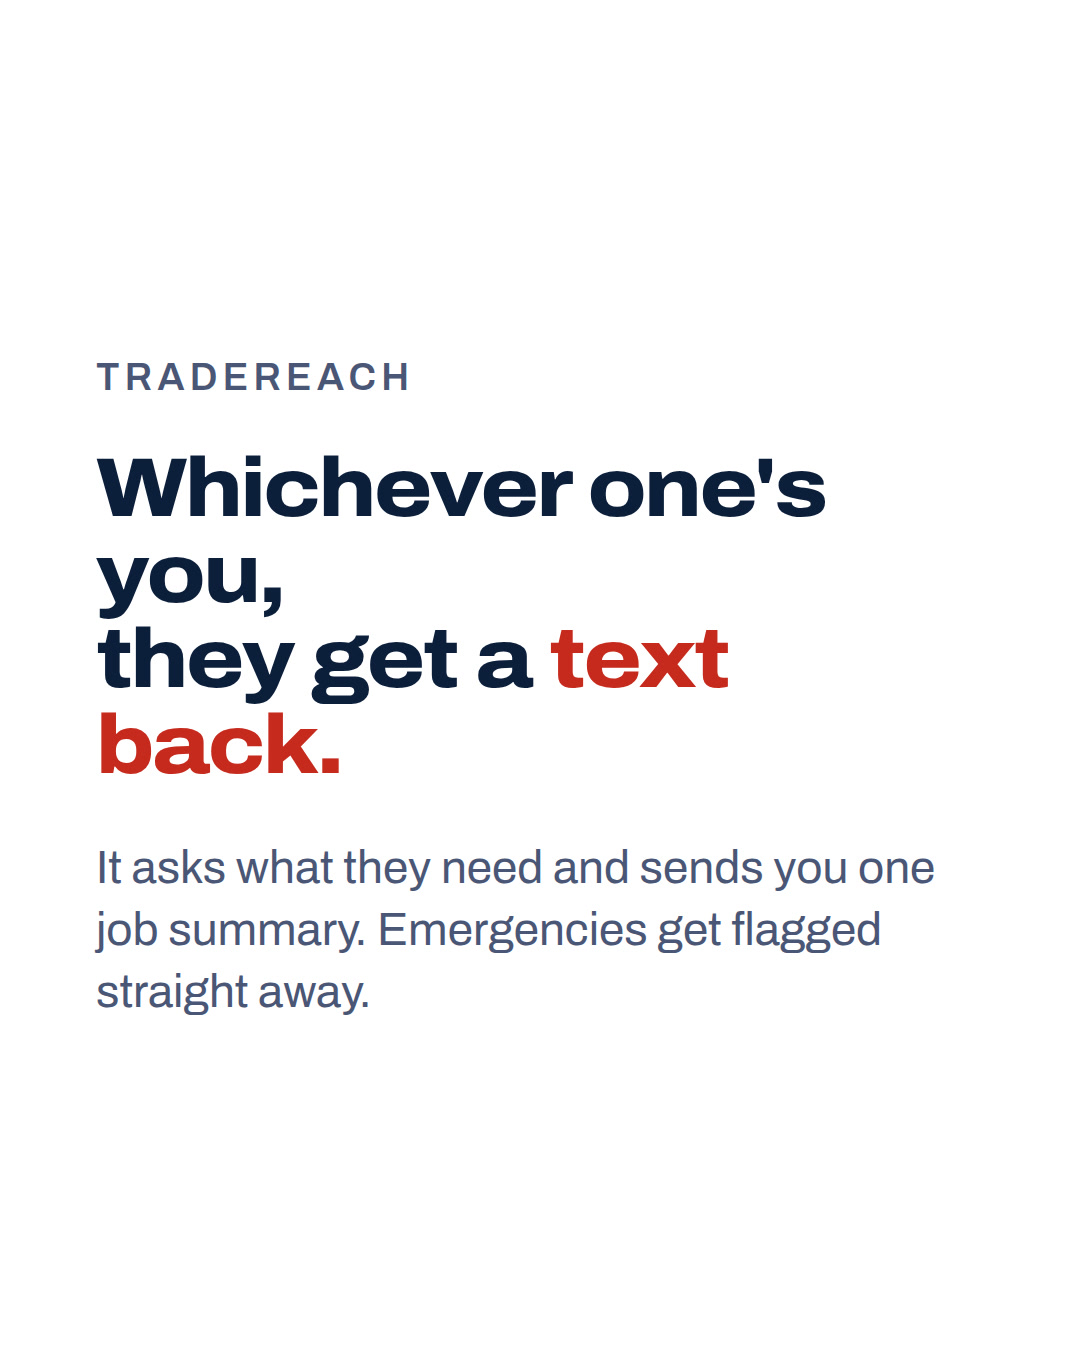 TRADEREACH
Whichever one's
you,
they get a text
back.
It asks what they need and sends you one
job summary. Emergencies get flagged
straight away.